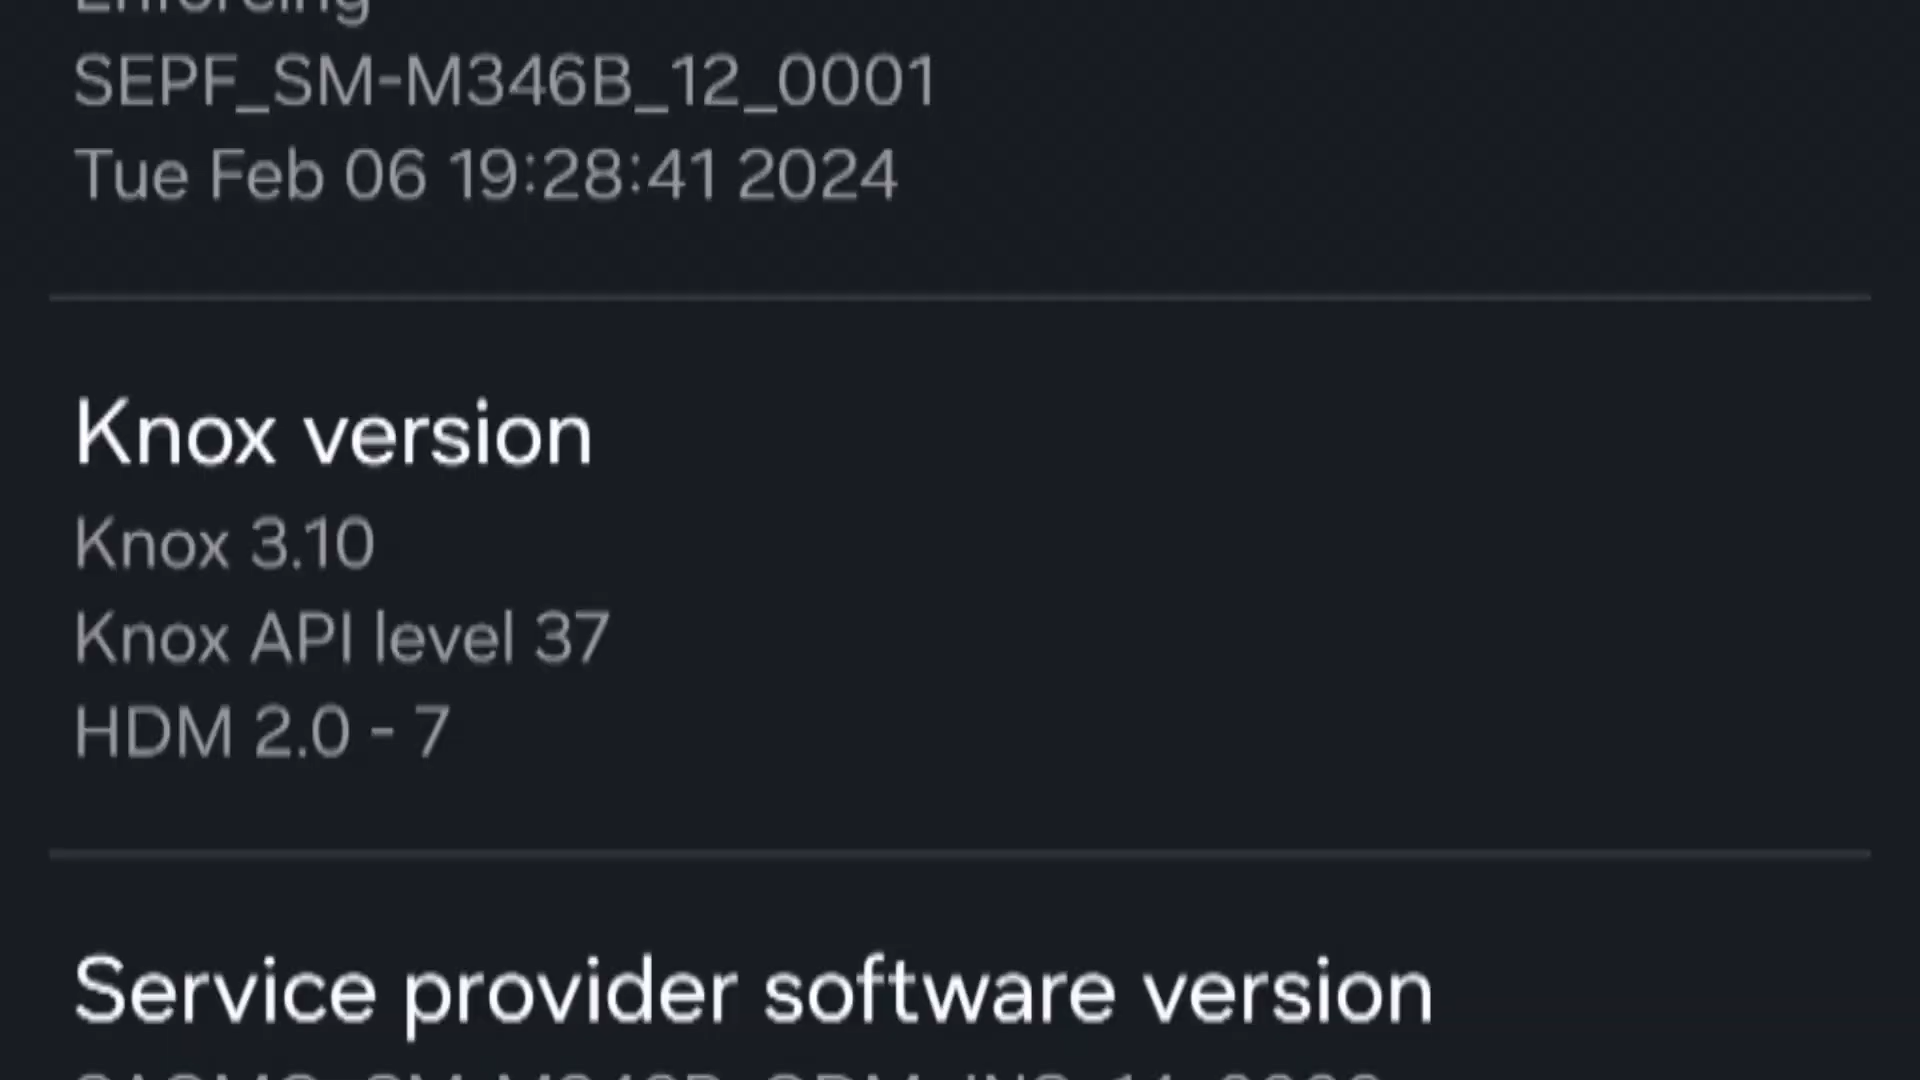 Enforcing
SEPF_SM-M346B_12_0001
Tue Feb 06 19:28:41 2024
Knox version
Knox 3.10
Knox API level 37
HDM 2.0 - 7
Service provider software version